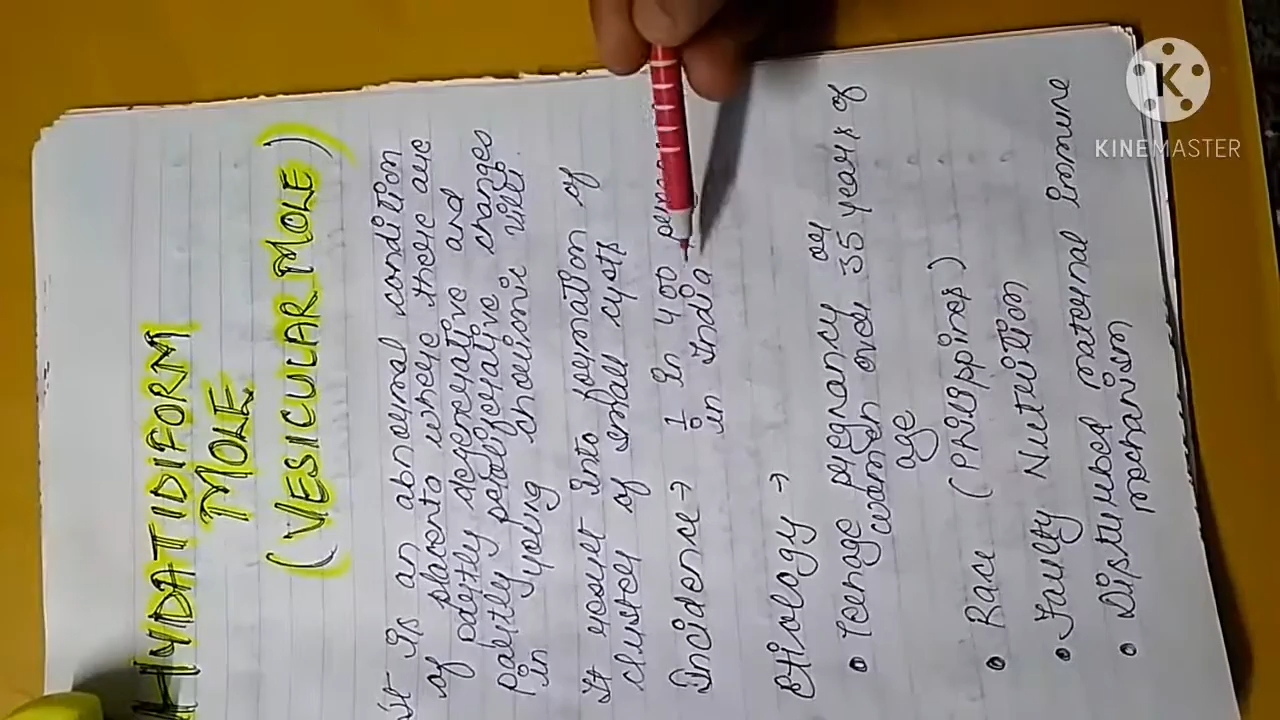 HYDATIDIFORM
MOLE
(VESICULAR MOLE)
It is an abnormal condition
of placenta where there are
partly degenerative and
partly proliferative changes
in young chorionic villi.
It result into formation of
cluster of small cysts
Incidence → 1 in 400
in India
Etiology →
• Teenage pregnancy or
women over 35 years of
age
• Race (Philippines)
• Faulty Nutrition
• Disturbed maternal immune
mechanism
KINEMASTER